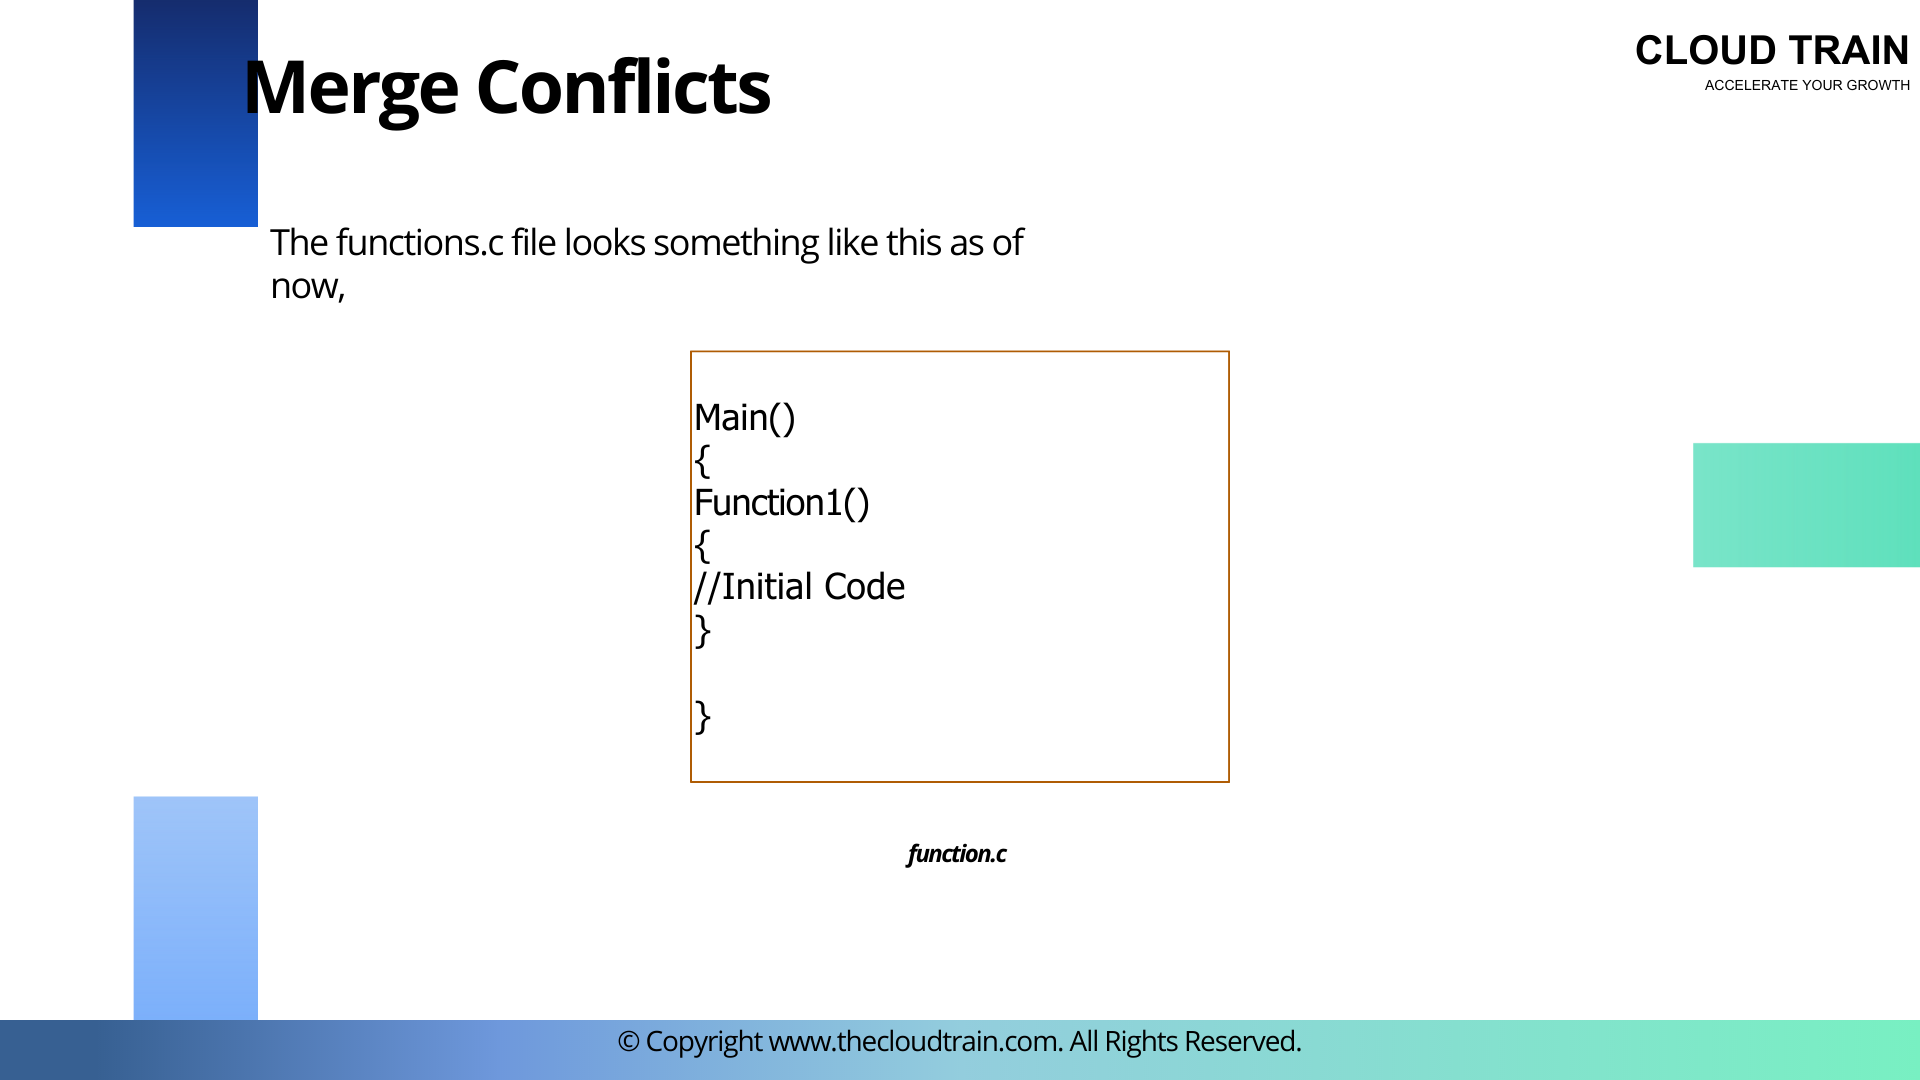 Merge Conflicts
CLOUD TRAIN
ACCELERATE YOUR GROWTH
The functions.c file looks something like this as of
now,
Main()
{
Function1()
{
//Initial Code
}
}
function.c
© Copyright www.thecloudtrain.com. All Rights Reserved.